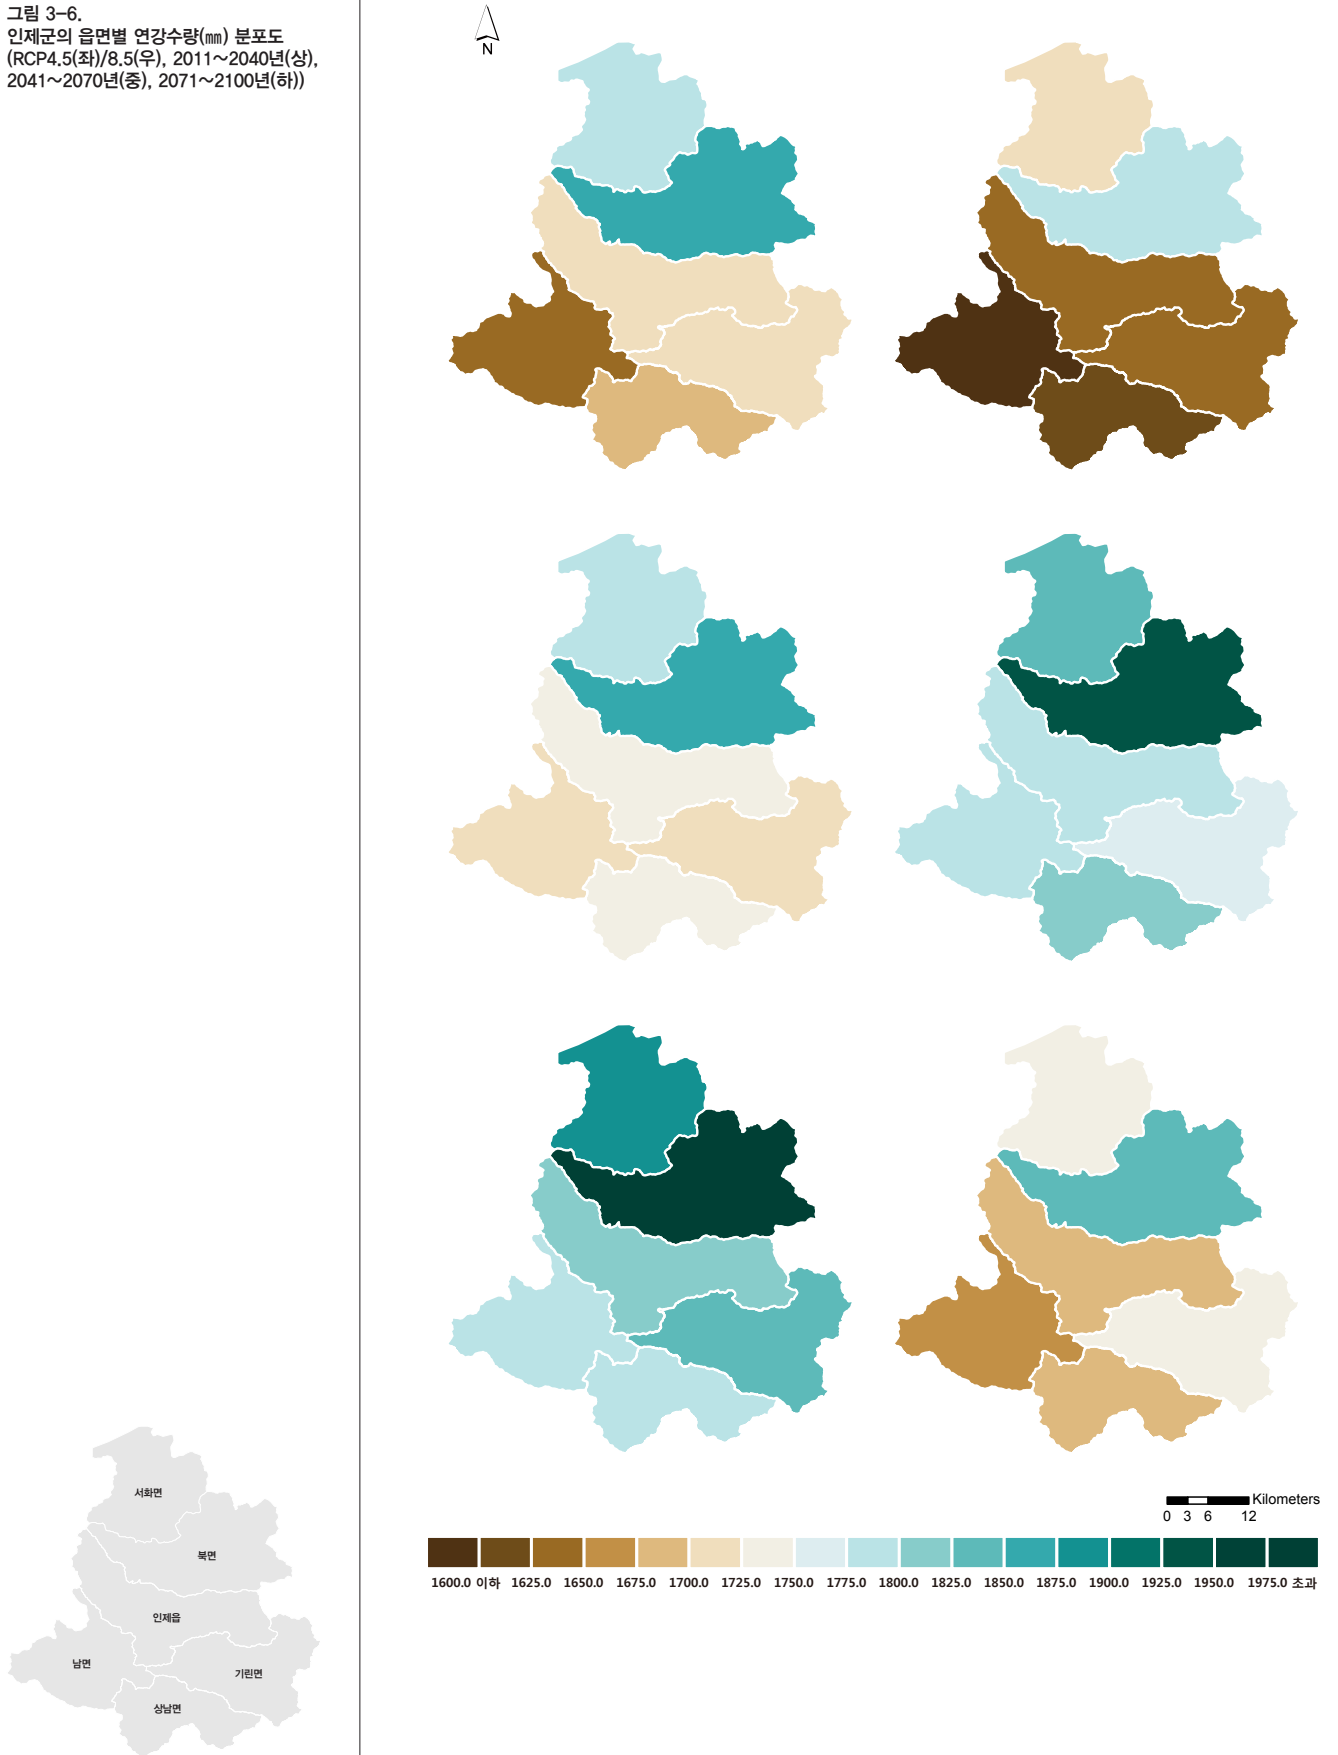 그림 3-6.
인제군의 읍면별 연강수량(㎜) 분포도
(RCP4.5(좌)/8.5(우), 2011~2040년(상),
2041~2070년(중), 2071~2100년(하))
N
서화면
북면
인제읍
남면
기린면
상남면
Kilometers
0 3 6 12
1600.0 이하 1625.0 1650.0 1675.0 1700.0 1725.0 1750.0 1775.0 1800.0 1825.0 1850.0 1875.0 1900.0 1925.0 1950.0 1975.0 초과